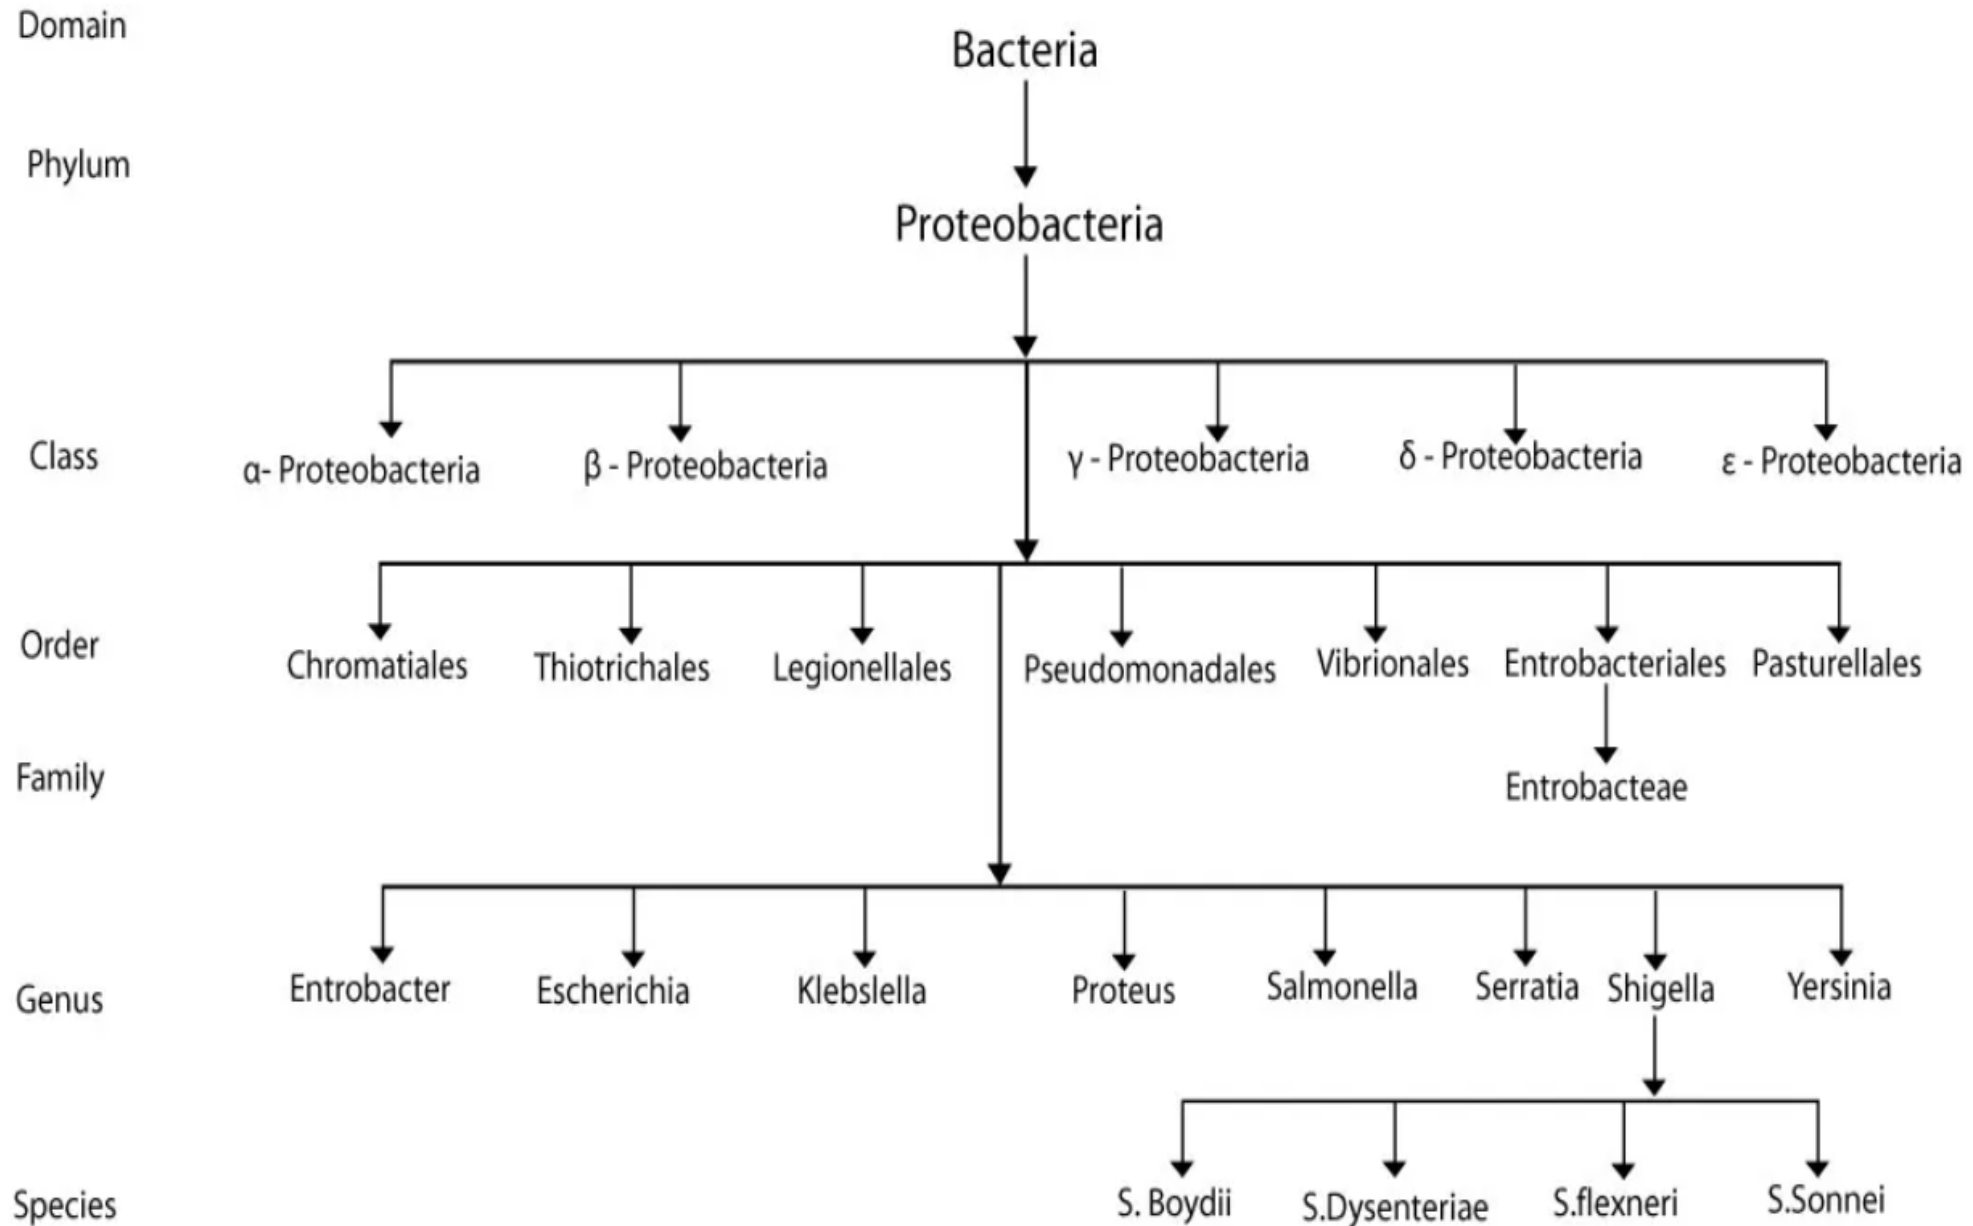 Domain
Bacteria
Phylum
Proteobacteria
Class
α- Proteobacteria
β - Proteobacteria
γ - Proteobacteria
δ - Proteobacteria
ε - Proteobacteria
Order
Chromatiales
Thiotrichales
Legionellales
Pseudomonadales
Vibrionales
Entrobacteriales
Pasturellales
Family
Entrobacteae
Genus
Entrobacter
Escherichia
Klebslella
Proteus
Salmonella
Serratia
Shigella
Yersinia
Species
S. Boydii
S.Dysenteriae
S.flexneri
S.Sonnei